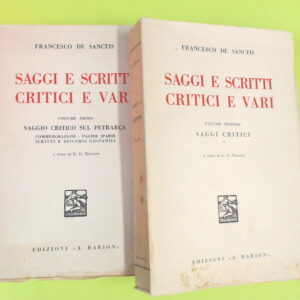 FRANCESCO DE SANCTIS
SAGGI E SCRITTI
CRITICI E VARI
VOLUME PRIMO
SAGGIO CRITICO SUL PETRARCA
COMMEMORAZIONI - PAGINE SPARSE
SCRITTI E DISCORSI GIOVANILI
A cura di L. G.
EDIZIONI «A. BARION»
FRANCESCO DE SANCTIS
SAGGI E SCRITTI
CRITICI E VARI
VOLUME SECONDO
SAGGI CRITICI
A cura di L. G.
EDIZIONI «A. BARION»